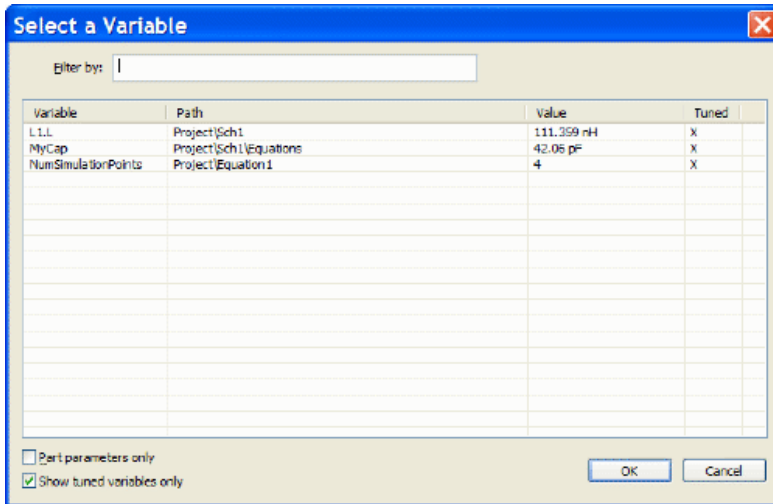 Select a Variable
Filter by:
Variable Path Value Tuned
L1.L Project\Sch1 111.359 nH X
MyCap Project\Sch1\Equations 42.06 pF X
NumSimulationPoints Project\Equation1 4 X
Part parameters only
Show tuned variables only
OK Cancel